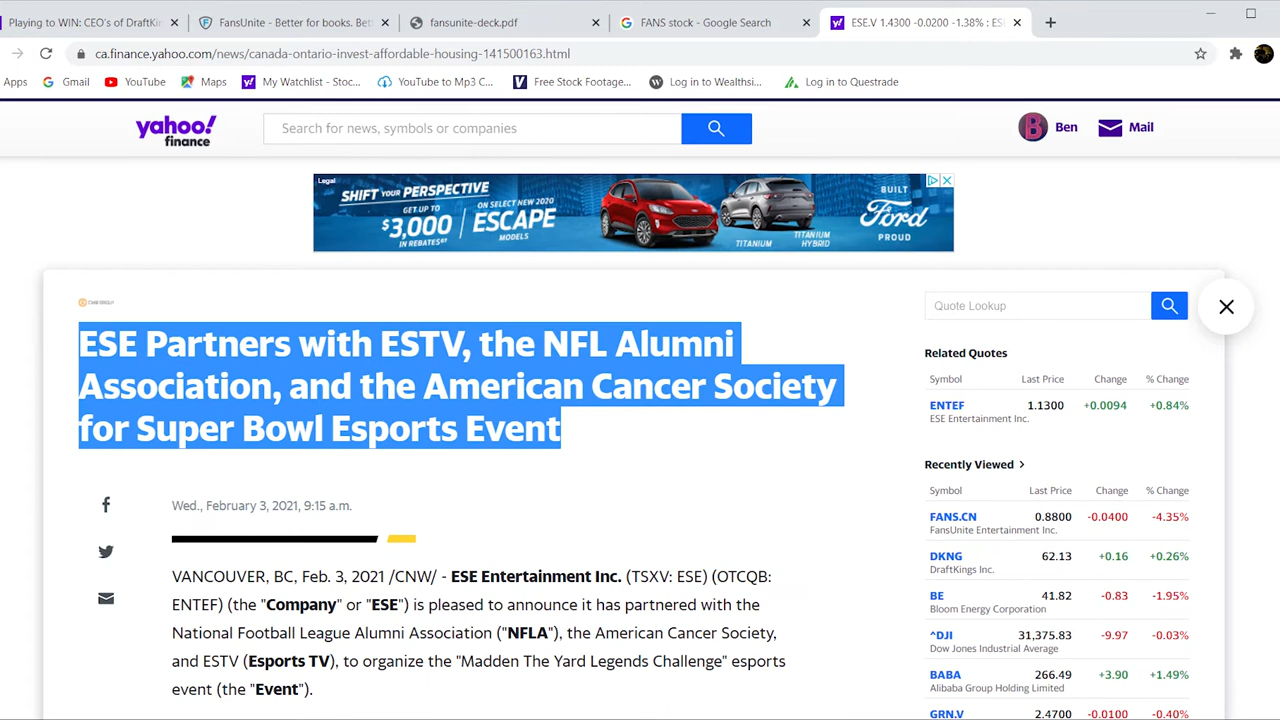 Playing to WIN: CEO's of DraftKin
FansUnite - Better for books. Bet
fansunite-deck.pdf
FANS stock - Google Search
ESE.V 1.4300 -0.0200 -1.38% : ESE
ca.finance.yahoo.com/news/canada-ontario-invest-affordable-housing-141500163.html
Apps
Gmail
YouTube
Maps
My Watchlist - Stoc...
YouTube to Mp3 C...
Free Stock Footage...
Log in to Wealthsi...
Log in to Questrade
yahoo!
finance
Search for news, symbols or companies
Ben
Mail
Legal
SHIFT YOUR PERSPECTIVE
GET UP TO
$3,000
IN REBATES
ON SELECT NEW 2020
ESCAPE
MODELS
TITANIUM
TITANIUM
HYBRID
BUILT
Ford
PROUD
ESE Partners with ESTV, the NFL Alumni
Association, and the American Cancer Society
for Super Bowl Esports Event
Wed., February 3, 2021, 9:15 a.m.
VANCOUVER, BC, Feb. 3, 2021 /CNW/ - ESE Entertainment Inc. (TSXV: ESE) (OTCQB:
ENTEF) (the "Company" or "ESE") is pleased to announce it has partnered with the
National Football League Alumni Association ("NFLA"), the American Cancer Society,
and ESTV (Esports TV), to organize the "Madden The Yard Legends Challenge" esports
event (the "Event").
Quote Lookup
Related Quotes
Symbol Last Price Change % Change
ENTEF 1.1300 +0.0094 +0.84%
ESE Entertainment Inc.
Recently Viewed
Symbol Last Price Change % Change
FANS.CN 0.8800 -0.0400 -4.35%
FansUnite Entertainment Inc.
DKNG 62.13 +0.16 +0.26%
DraftKings Inc.
BE 41.82 -0.83 -1.95%
Bloom Energy Corporation
^DJI 31,375.83 -9.97 -0.03%
Dow Jones Industrial Average
BABA 266.49 +3.90 +1.49%
Alibaba Group Holding Limited
GRN.V 2.4700 -0.0100 -0.40%